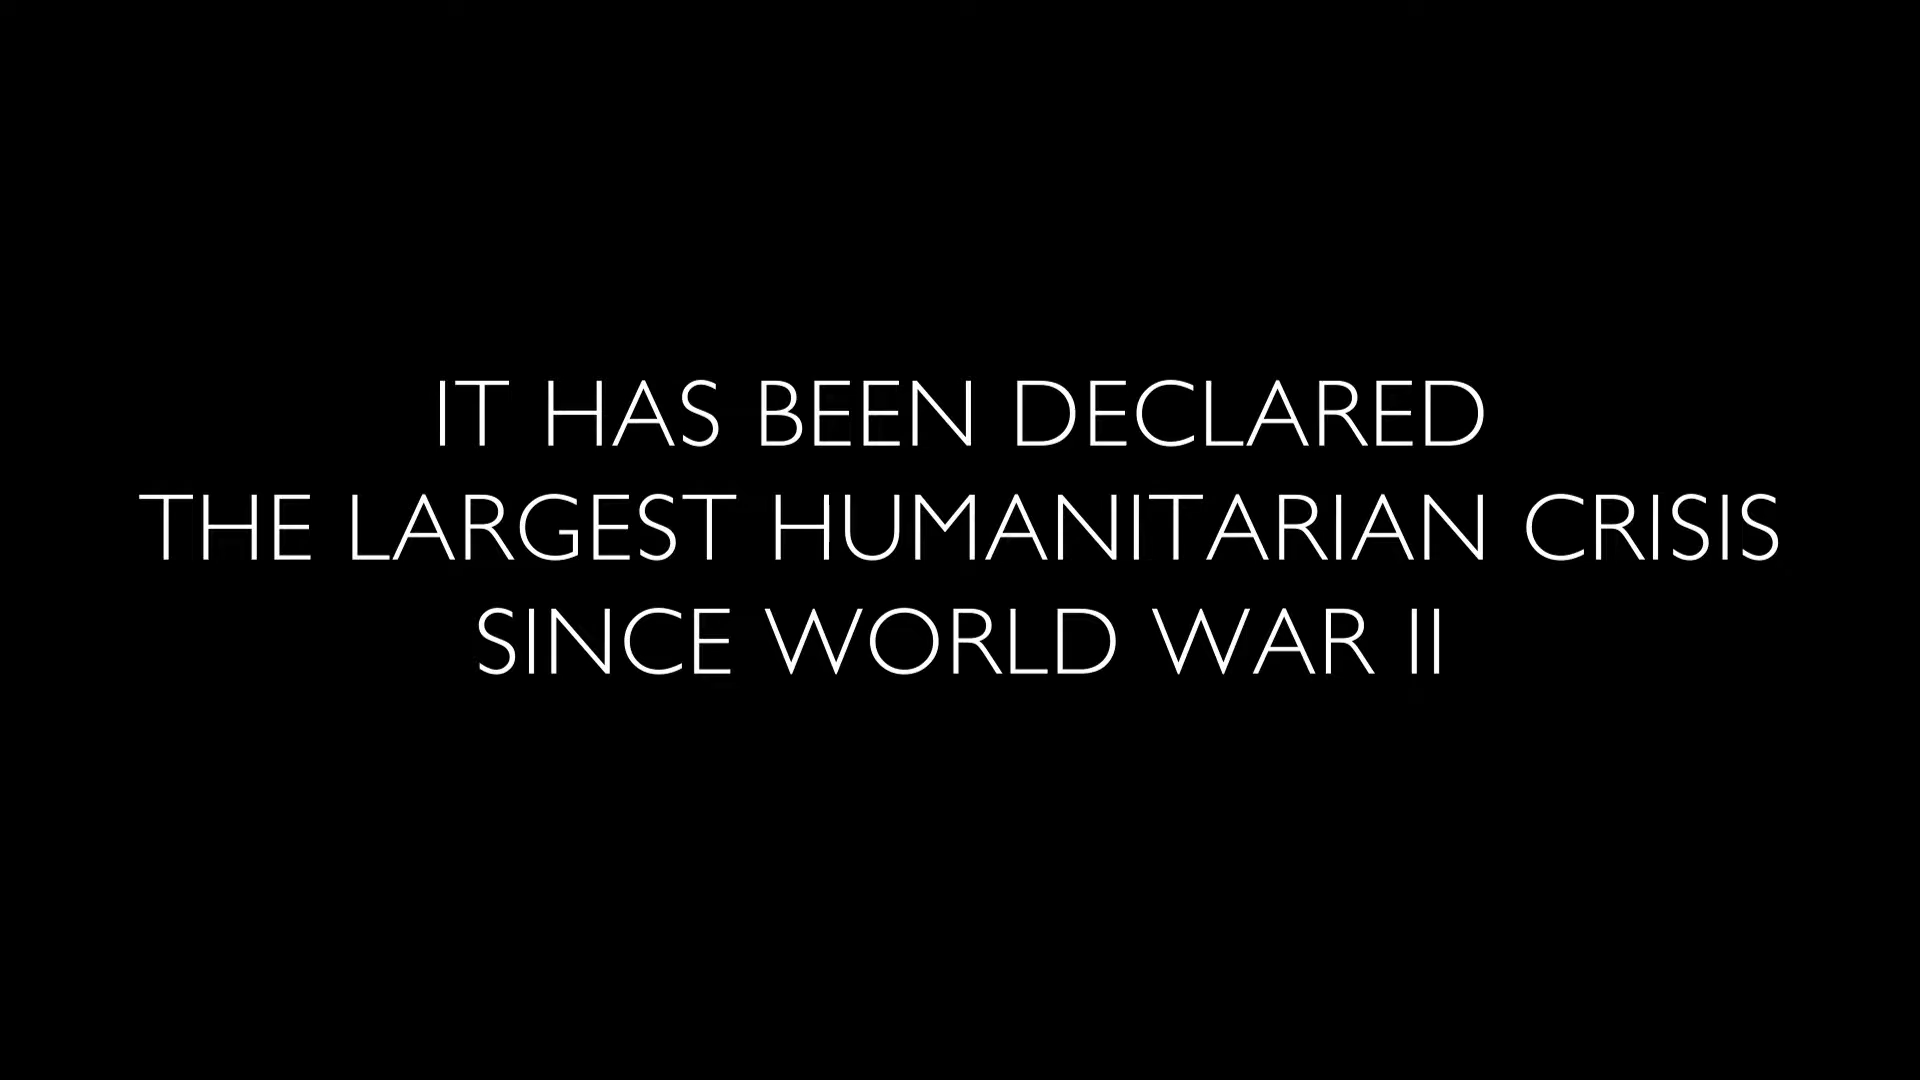 IT HAS BEEN DECLARED
THE LARGEST HUMANITARIAN CRISIS
SINCE WORLD WAR II